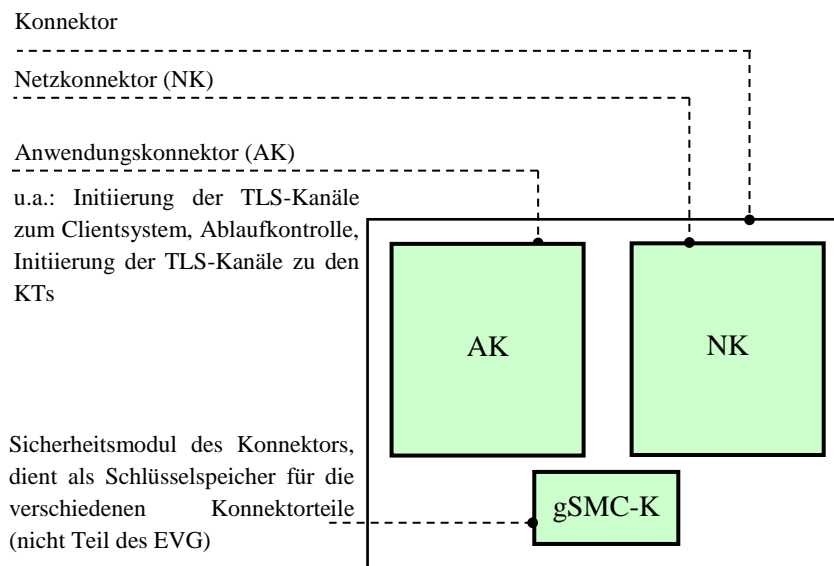 Konnektor
Netzkonnektor (NK)
Anwendungskonnektor (AK)
u.a.: Initiierung der TLS-Kanäle
zum Clientsystem, Ablaufkontrolle,
Initiierung der TLS-Kanäle zu den
KTs
AK
NK
Sicherheitsmodul des Konnektors,
dient als Schlüsselspeicher für die
verschiedenen Konnektorteile
(nicht Teil des EVG)
gSMC-K